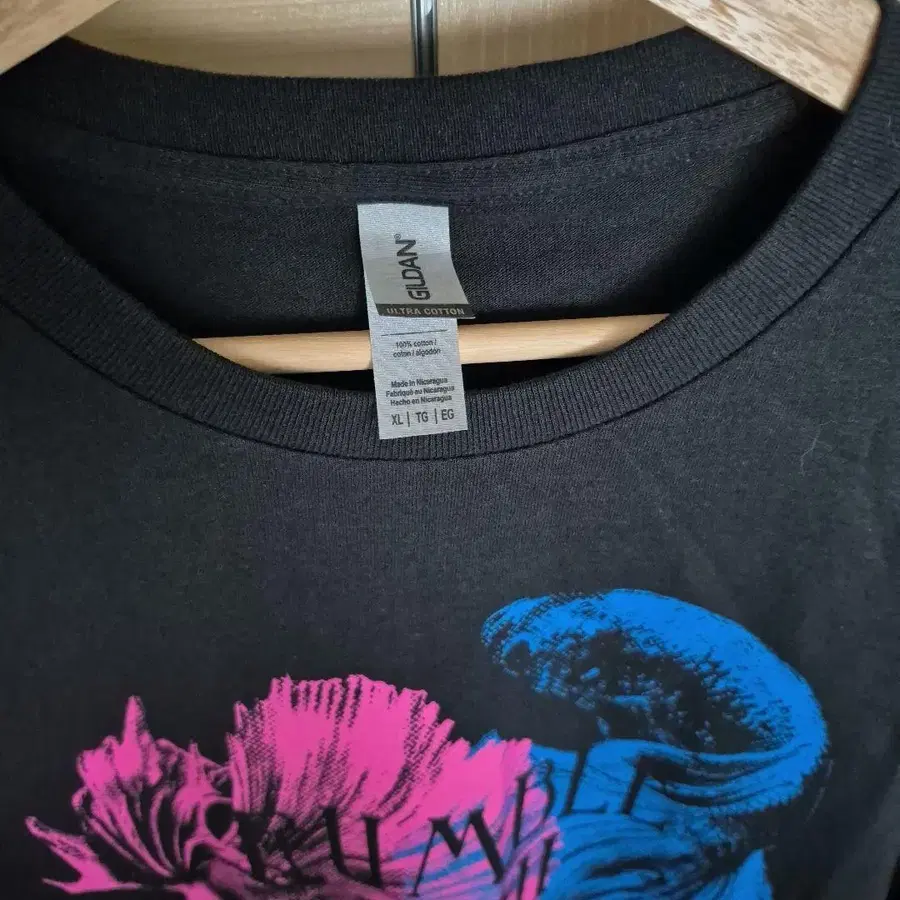 GILDAN®
ULTRA COTTON
100% cotton /
coton / algodón
Made in Nicaragua
Fabriqué au Nicaragua
Hecho en Nicaragua
XL | TG | EG